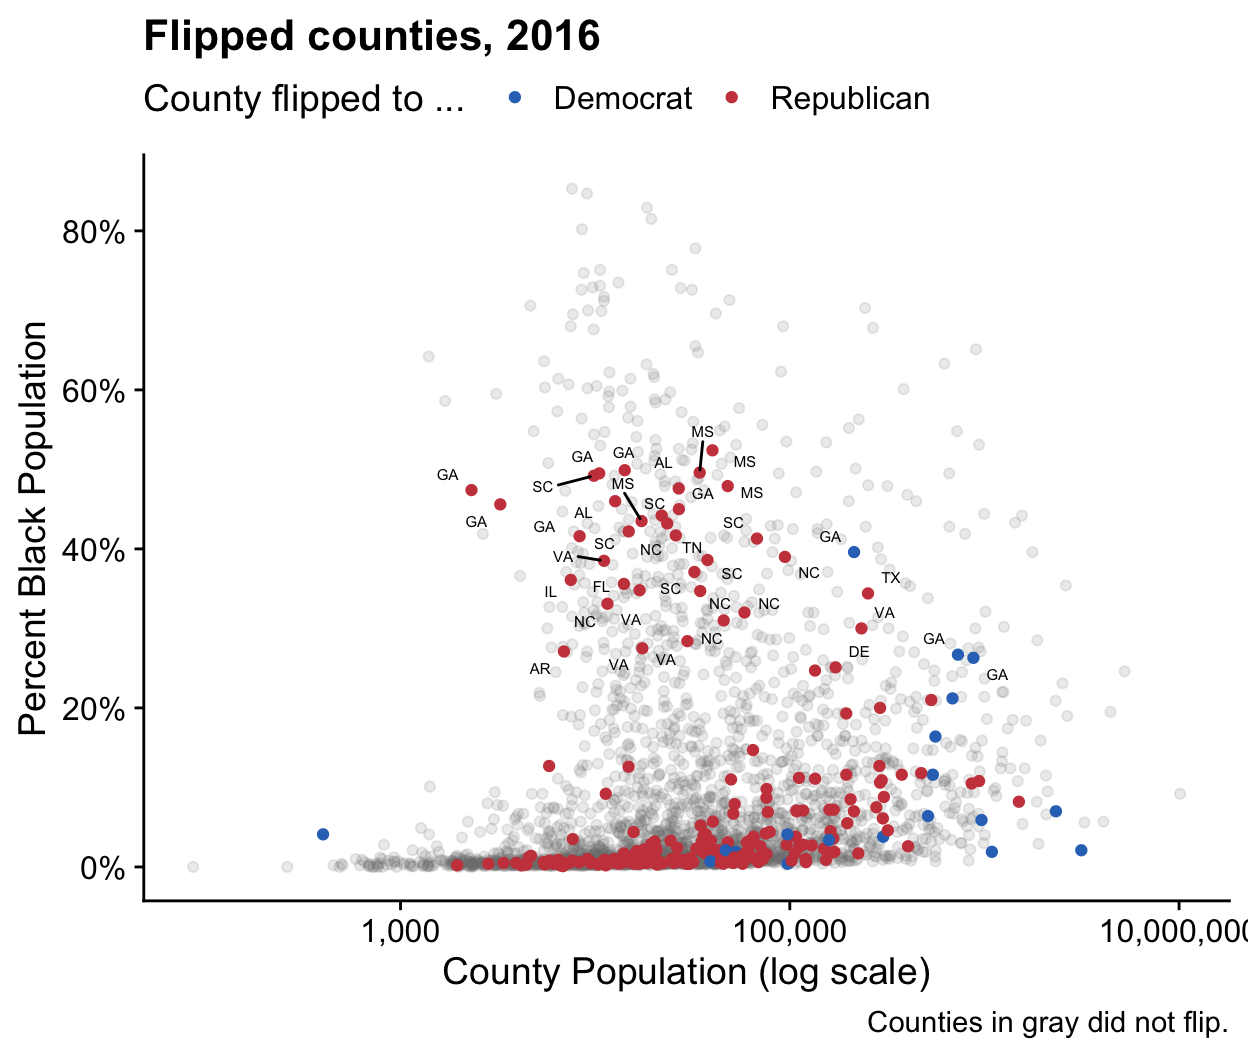 Flipped counties, 2016
County flipped to ... Democrat Republican
Percent Black Population
80%
60%
40%
20%
0%
MS
GA
GA
AL
MS
GA
SC
MS
GA
MS
GA
AL
SC
SC
GA
GA
SC
NC
TN
VA
NC
TX
IL
FL
SC
SC
NC
NC
VA
NC
VA
NC
DE
GA
AR
VA
VA
GA
1,000
100,000
10,000,000
County Population (log scale)
Counties in gray did not flip.